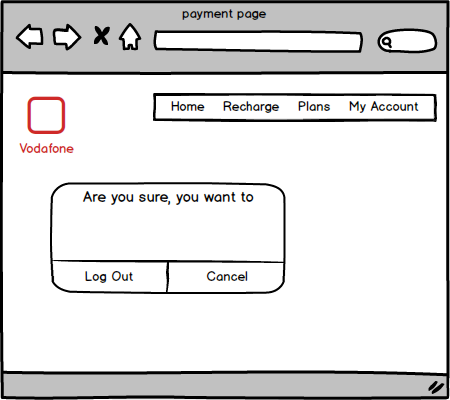 payment page
Home Recharge Plans My Account
Vodafone
Are you sure, you want to
Log Out Cancel